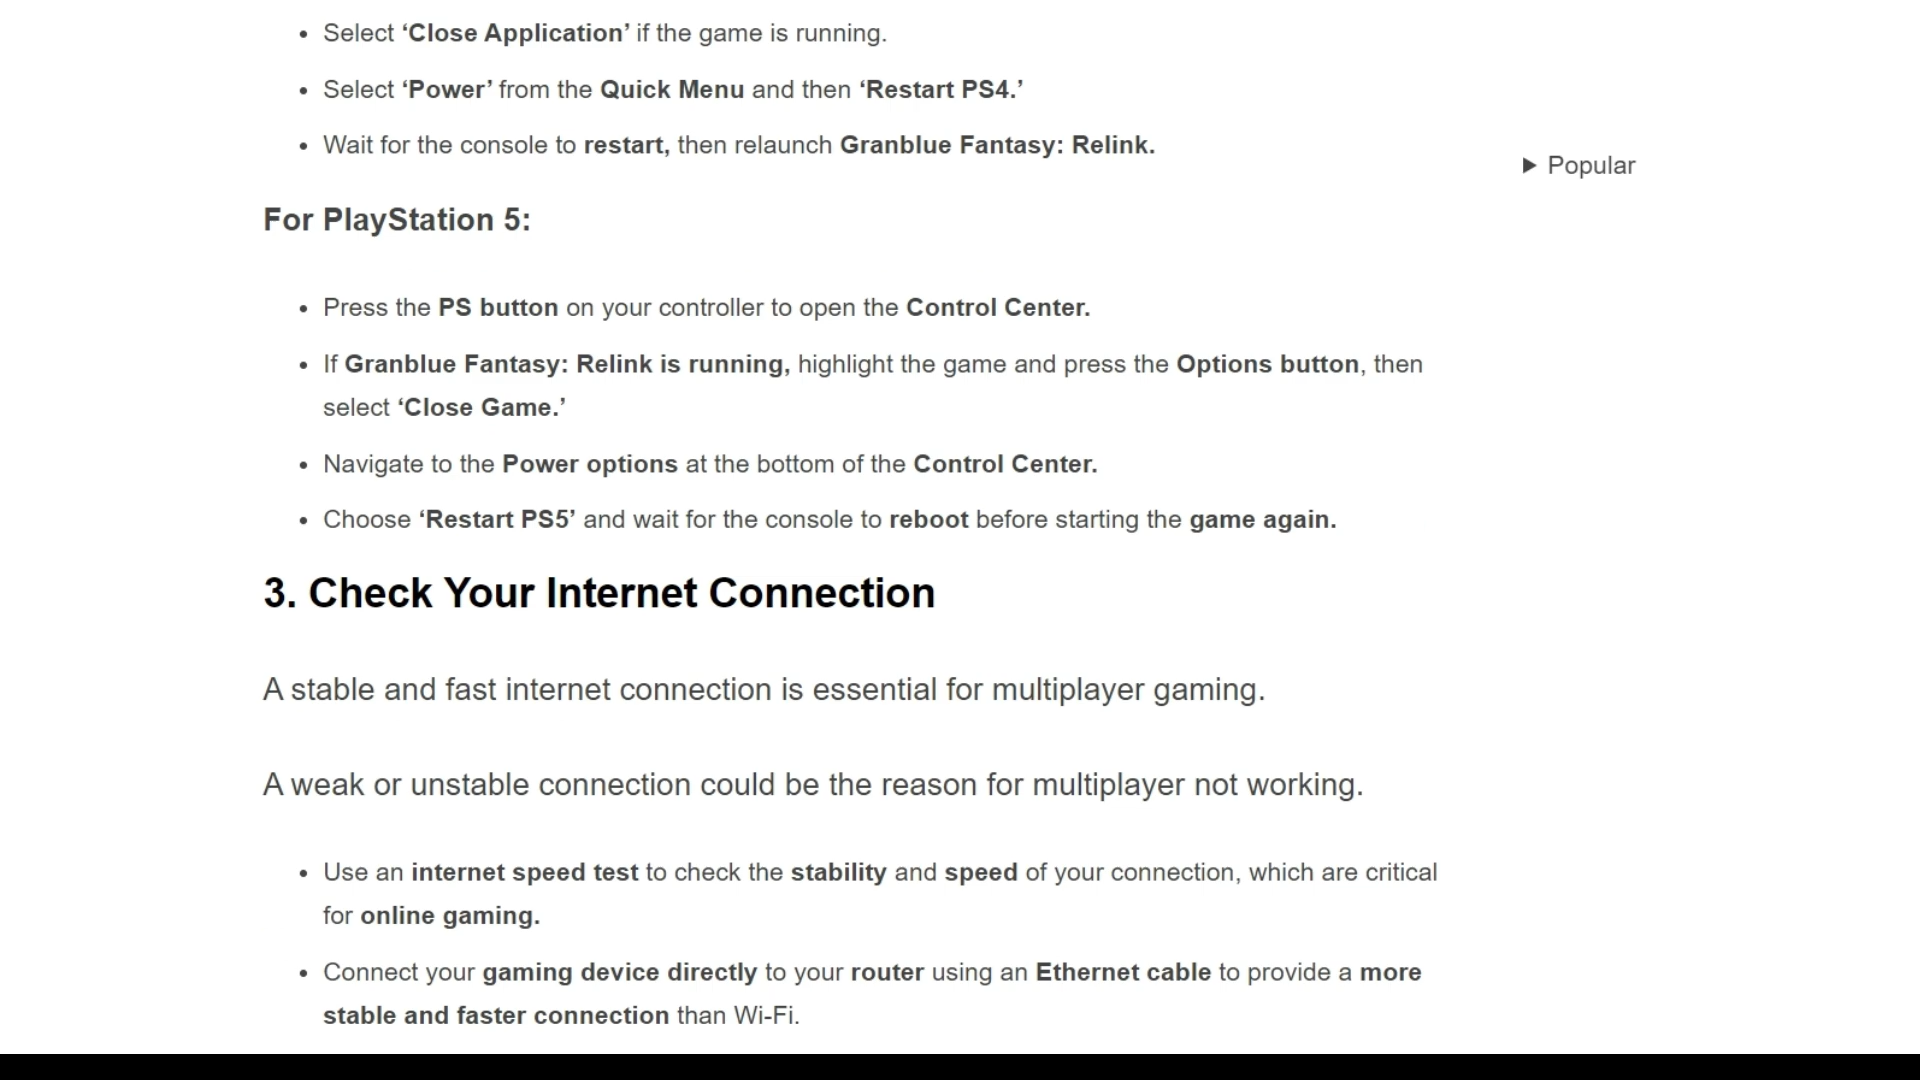 Select ‘Close Application’ if the game is running.
Select ‘Power’ from the Quick Menu and then ‘Restart PS4.’
Wait for the console to restart, then relaunch Granblue Fantasy: Relink.
Popular
For PlayStation 5:
Press the PS button on your controller to open the Control Center.
If Granblue Fantasy: Relink is running, highlight the game and press the Options button, then
select ‘Close Game.’
Navigate to the Power options at the bottom of the Control Center.
Choose ‘Restart PS5’ and wait for the console to reboot before starting the game again.
3. Check Your Internet Connection
A stable and fast internet connection is essential for multiplayer gaming.
A weak or unstable connection could be the reason for multiplayer not working.
Use an internet speed test to check the stability and speed of your connection, which are critical
for online gaming.
Connect your gaming device directly to your router using an Ethernet cable to provide a more
stable and faster connection than Wi-Fi.